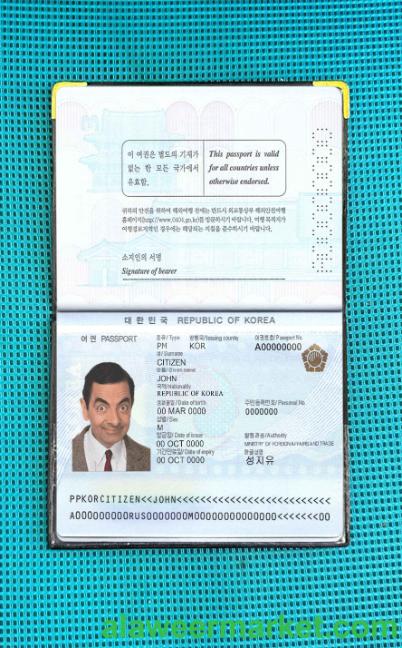 이 여권은 별도의 기재가
없는 한 모든 국가에서
유효함.
This passport is valid
for all countries unless
otherwise endorsed.
소지인의 서명
Signature of bearer
대한민국 REPUBLIC OF KOREA
여권 PASSPORT
종류/Type 발행국/Issuing country 여권번호/Passport No.
PM KOR A00000000
성/Surname
CITIZEN
이름/Given names
JOHN
국적/Nationality
REPUBLIC OF KOREA
생년월일/Date of birth 주민등록번호/Personal No.
00 MAR 0000 0000000
성별/Sex
M
발급일/Date of issue 발행관청/Authority
00 OCT 0000 MINISTRY OF FOREIGN AFFAIRS AND TRADE
기간만료일/Date of expiry 한글성명
00 OCT 0000 성지유
PPKORCITIZEN<<JOHN<<<<<<<<<<<<<<<<<<<<<<<<<<
alaweermarket.com